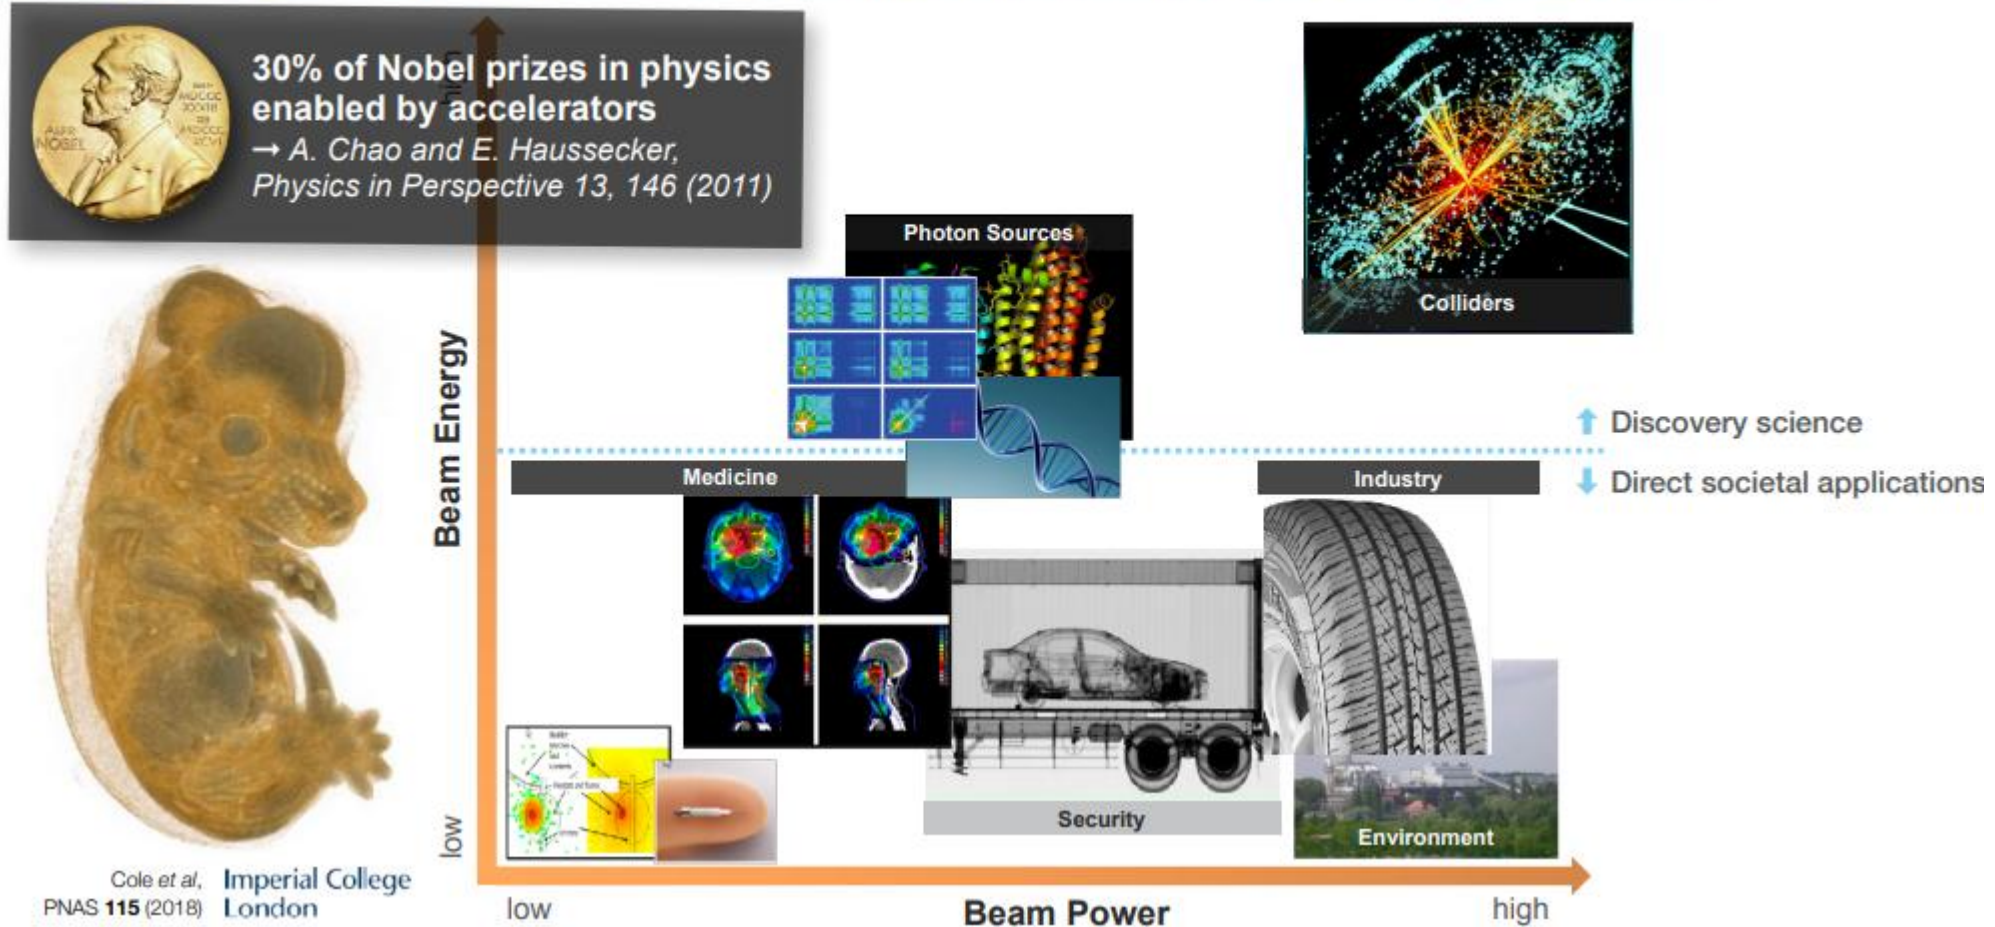 30% of Nobel prizes in physics
enabled by accelerators
→ A. Chao and E. Haussecker,
Physics in Perspective 13, 146 (2011)
high
Photon Sources
Colliders
Beam Energy
↑ Discovery science
↓ Direct societal applications
Medicine
Industry
Security
Environment
low
Cole et al,
PNAS 115 (2018)
Imperial College
London
low
Beam Power
high